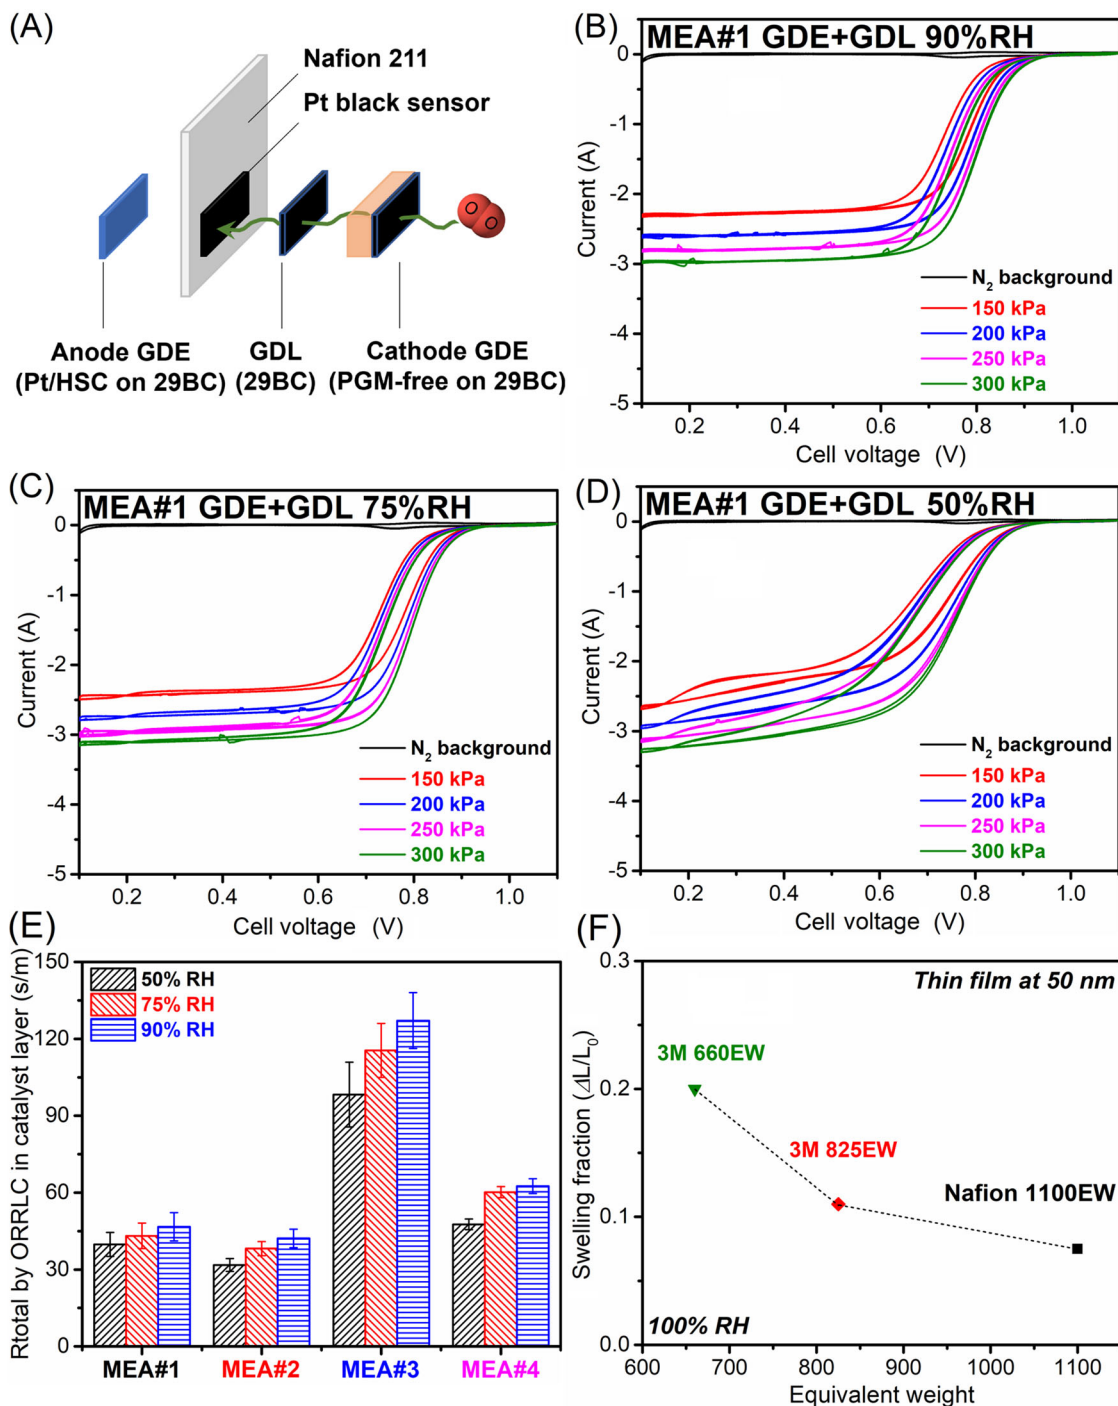 (A)
Nafion 211
Pt black sensor
O
O
Anode GDE
(Pt/HSC on 29BC)
GDL
(29BC)
Cathode GDE
(PGM-free on 29BC)
(B)
MEA#1 GDE+GDL 90%RH
Current (A)
0
-1
-2
-3
-4
-5
N₂ background
150 kPa
200 kPa
250 kPa
300 kPa
0.2 0.4 0.6 0.8 1.0
Cell voltage (V)
(C)
MEA#1 GDE+GDL 75%RH
Current (A)
0
-1
-2
-3
-4
-5
N₂ background
150 kPa
200 kPa
250 kPa
300 kPa
0.2 0.4 0.6 0.8 1.0
Cell voltage (V)
(D)
MEA#1 GDE+GDL 50%RH
Current (A)
0
-1
-2
-3
-4
-5
N₂ background
150 kPa
200 kPa
250 kPa
300 kPa
0.2 0.4 0.6 0.8 1.0
Cell voltage (V)
(E)
Rtotal by ORRLC in catalyst layer (s/m)
150
120
90
60
30
0
50% RH
75% RH
90% RH
MEA#1 MEA#2 MEA#3 MEA#4
(F)
Swelling fraction (ΔL/L₀)
0.3
0.2
0.1
0.0
Thin film at 50 nm
3M 660EW
3M 825EW
Nafion 1100EW
100% RH
600 700 800 900 1000 1100
Equivalent weight